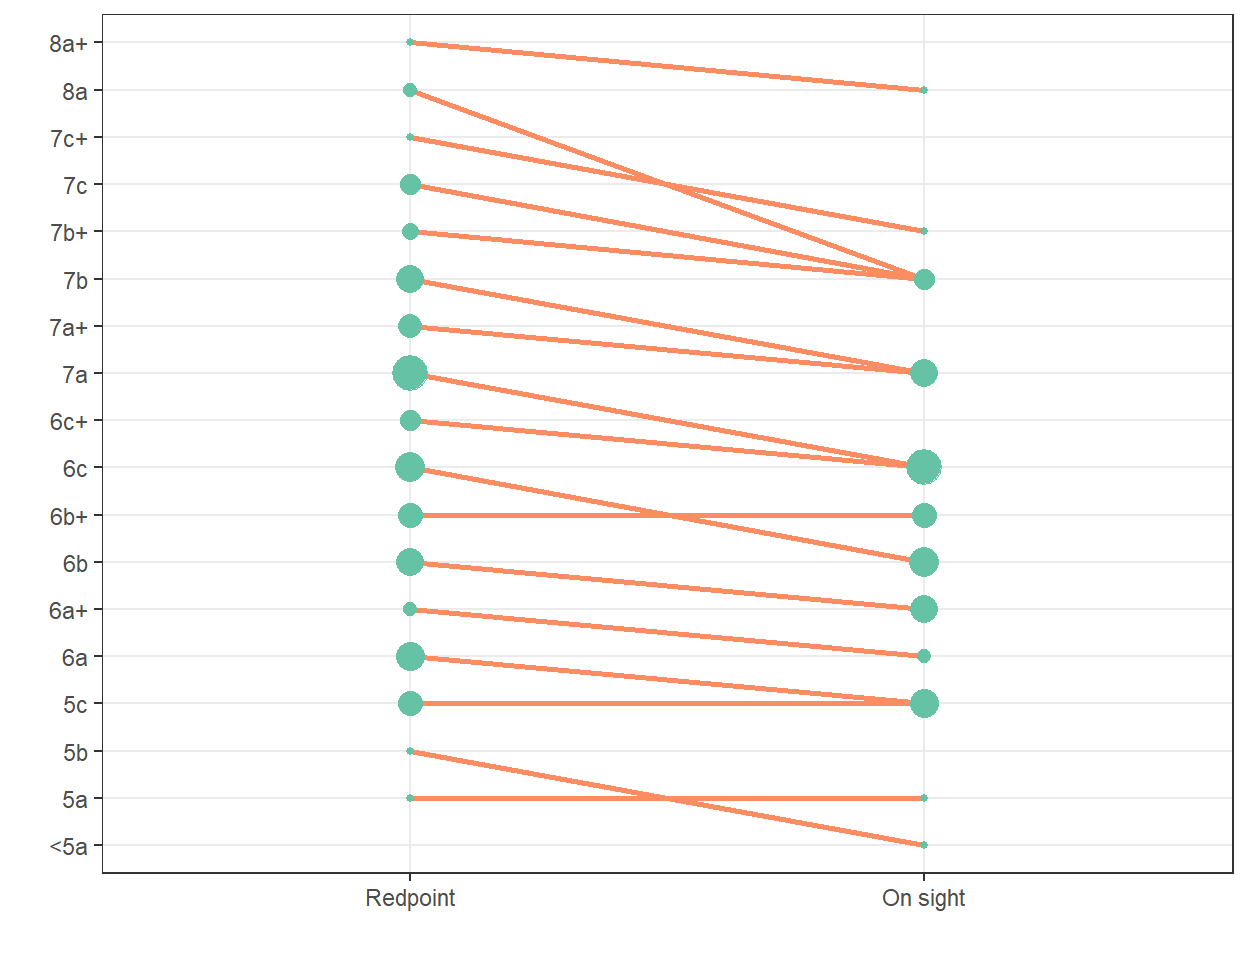 8a+
8a
7c+
7c
7b+
7b
7a+
7a
6c+
6c
6b+
6b
6a+
6a
5c
5b
5a
<5a
Redpoint On sight